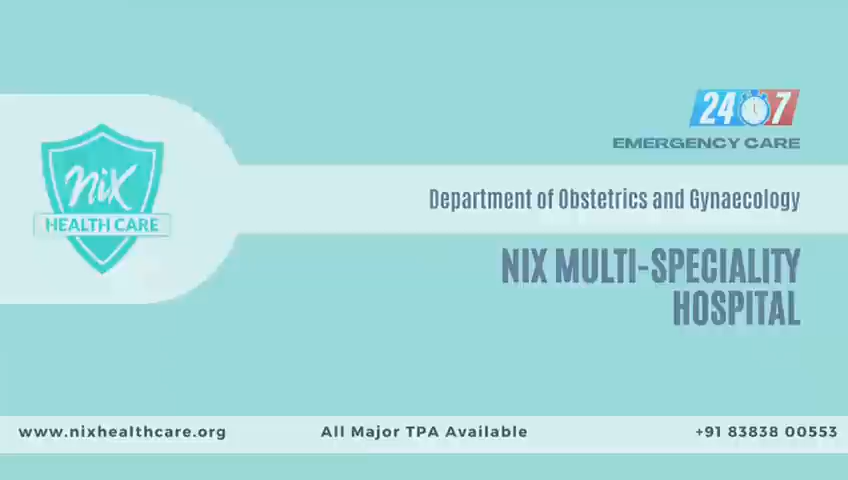 24 7
EMERGENCY CARE
nix
HEALTH CARE
Department of Obstetrics and Gynaecology
NIX MULTI-SPECIALITY
HOSPITAL
www.nixhealthcare.org
All Major TPA Available
+91 83838 00553